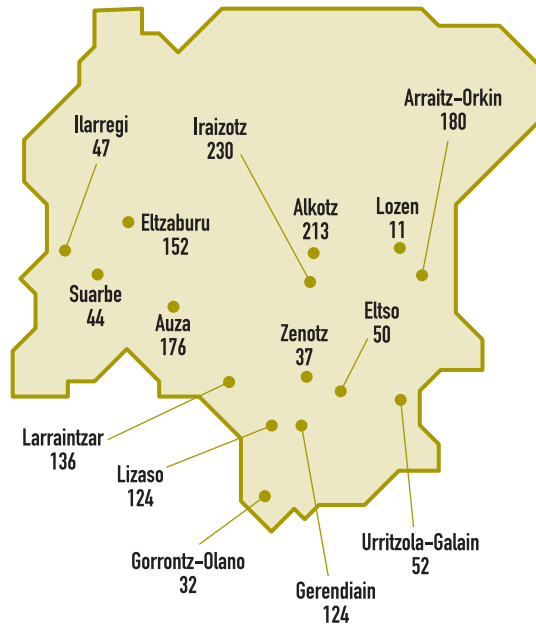 Arraitz-Orkin
180
Ilarregi
47
Iraizotz
230
Eltzaburu
152
Alkotz
213
Lozen
11
Suarbe
44
Auza
176
Eltso
50
Zenotz
37
Larraintzar
136
Lizaso
124
Gorrontz-Olano
32
Gerendiain
124
Urritzola-Galain
52